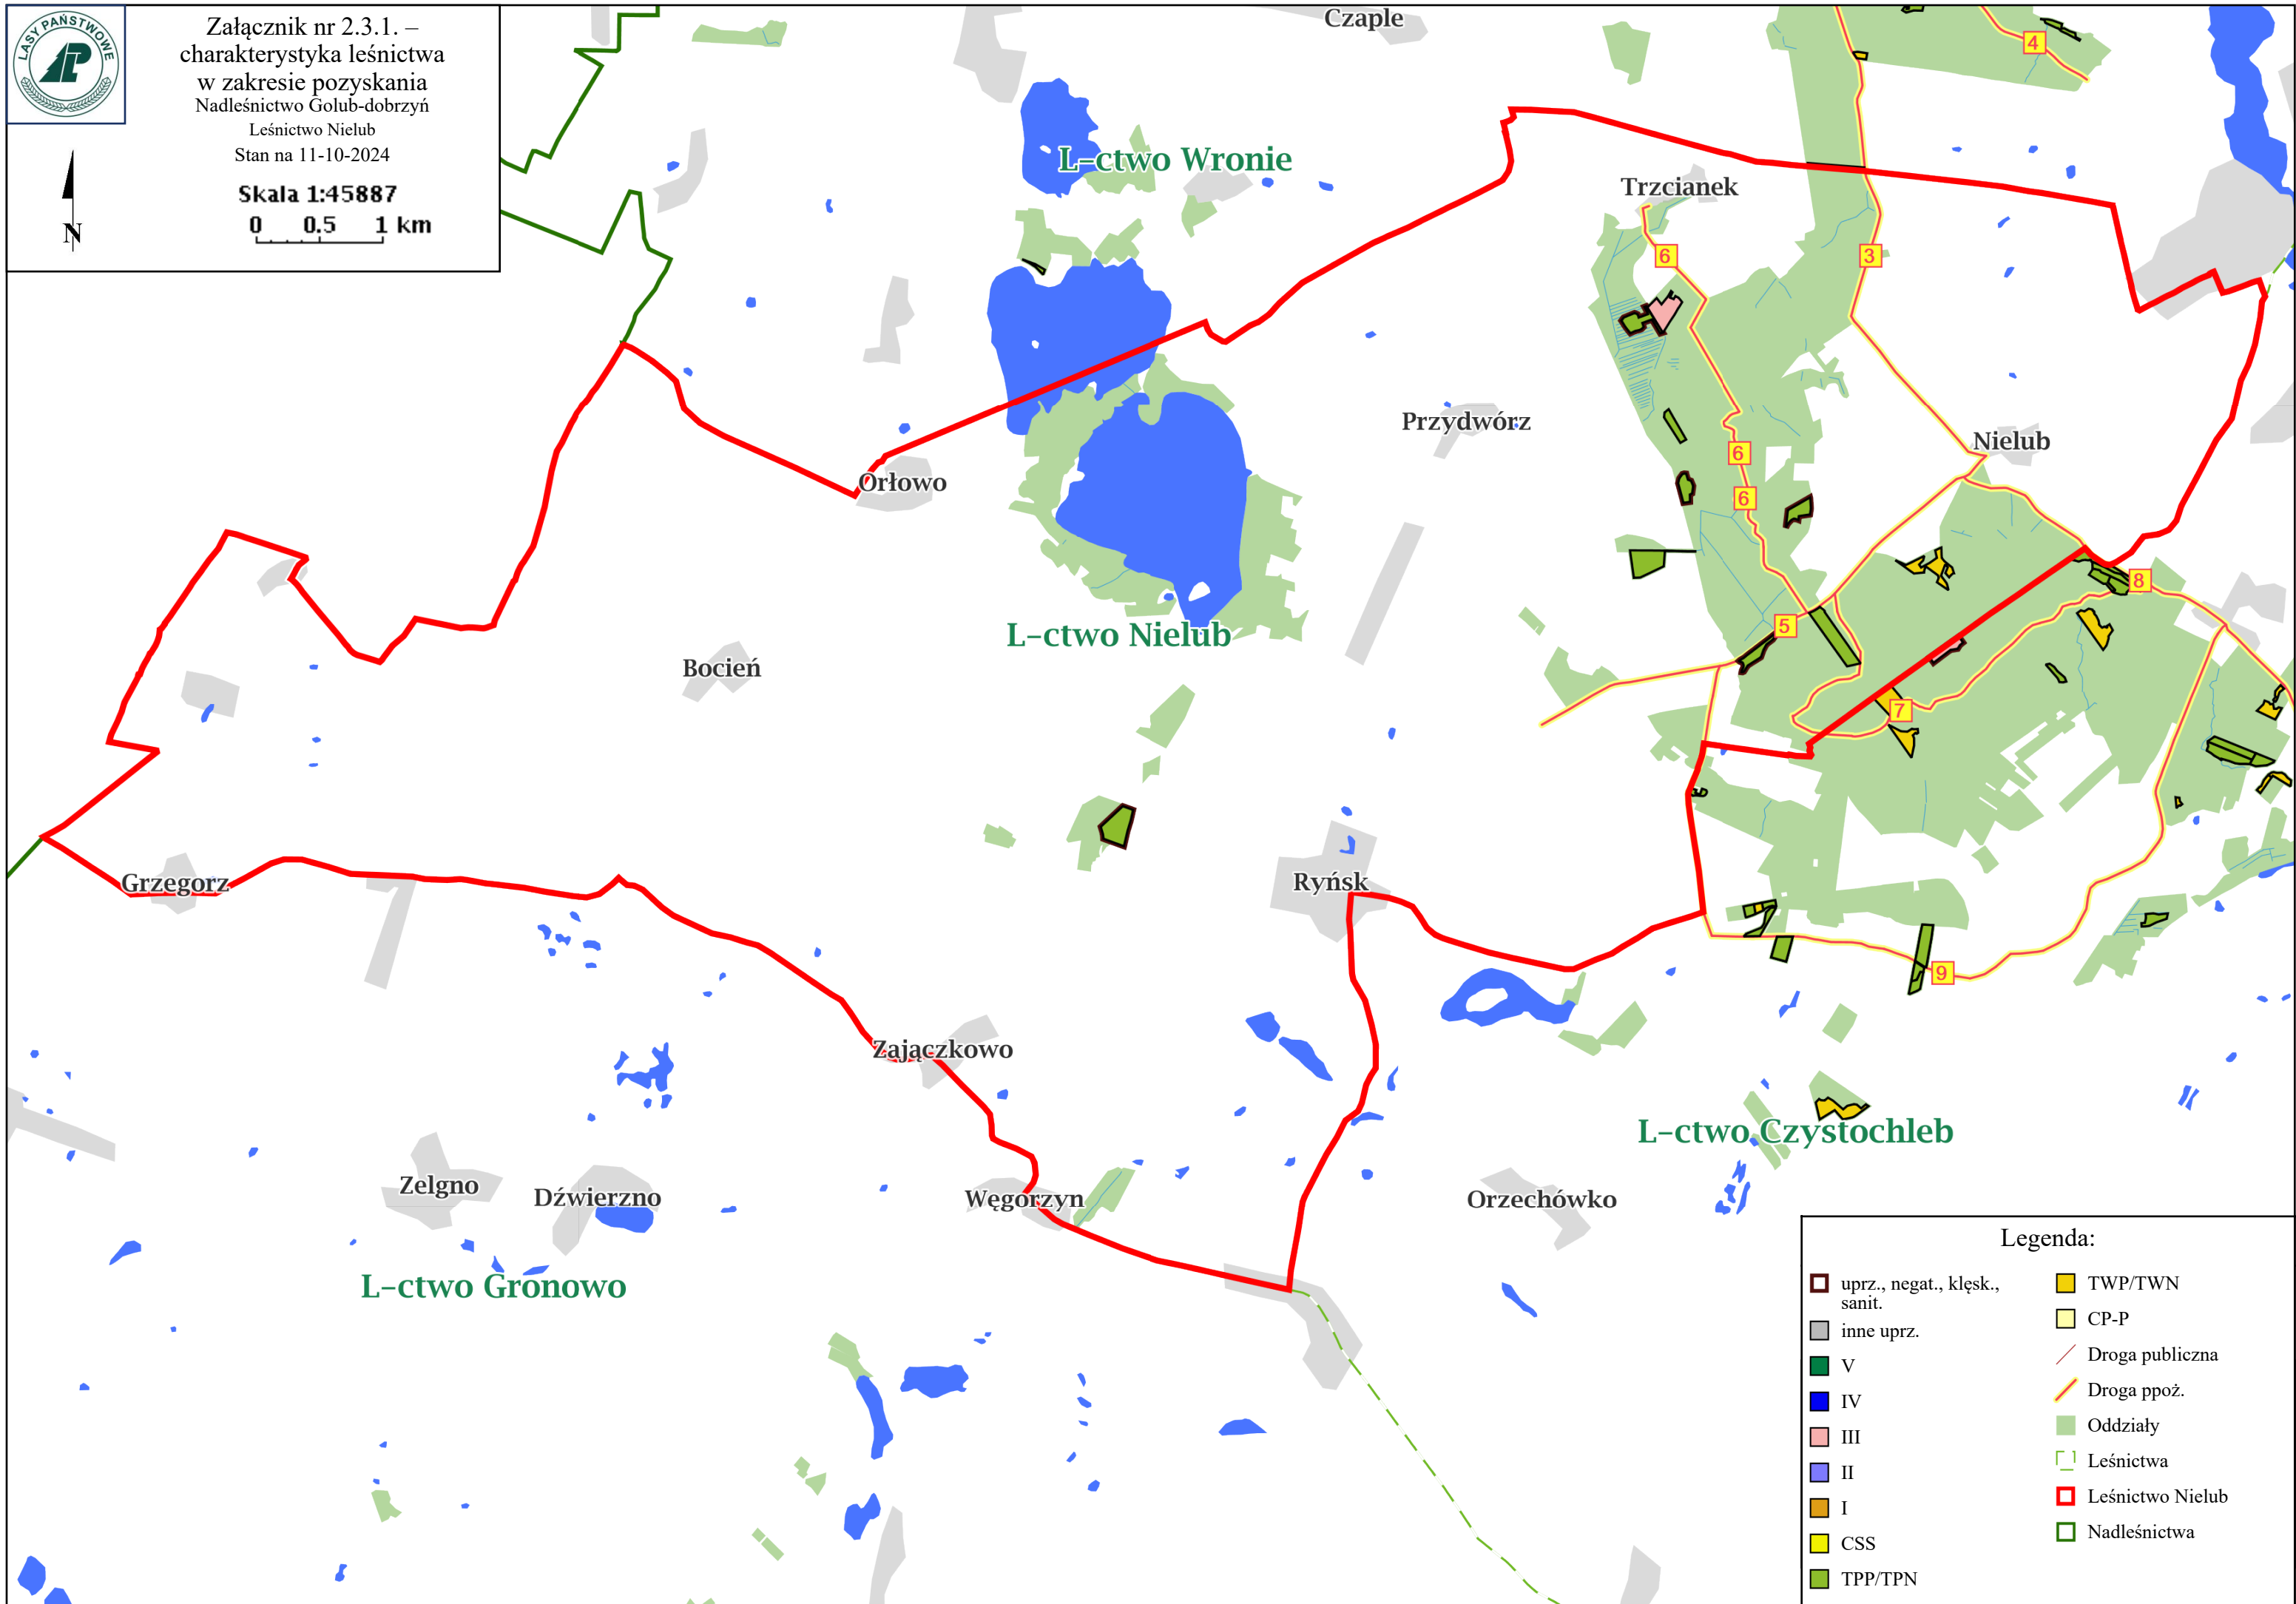 LASY PAŃSTWOWE
Załącznik nr 2.3.1. –
charakterystyka leśnictwa
w zakresie pozyskania
Nadleśnictwo Golub-dobrzyń
Leśnictwo Nielub
Stan na 11-10-2024
Skala 1:45887
0 0.5 1 km
N
Czaple
4
L-ctwo Wronie
Trzcianek
6
3
Przydwórz
Nielub
6
Orłowo
6
8
5
L-ctwo Nielub
Bocień
7
Ryńsk
Grzegorz
9
Zajączkowo
L-ctwo Czystochleb
Zelgno
Dźwierzno
Węgorzyn
Orzechówko
L-ctwo Gronowo
Legenda:
uprz., negat., klęsk.,
sanit.
inne uprz.
V
IV
III
II
I
CSS
TPP/TPN
TWP/TWN
CP-P
Droga publiczna
Droga ppoż.
Oddziały
Leśnictwa
Leśnictwo Nielub
Nadleśnictwa